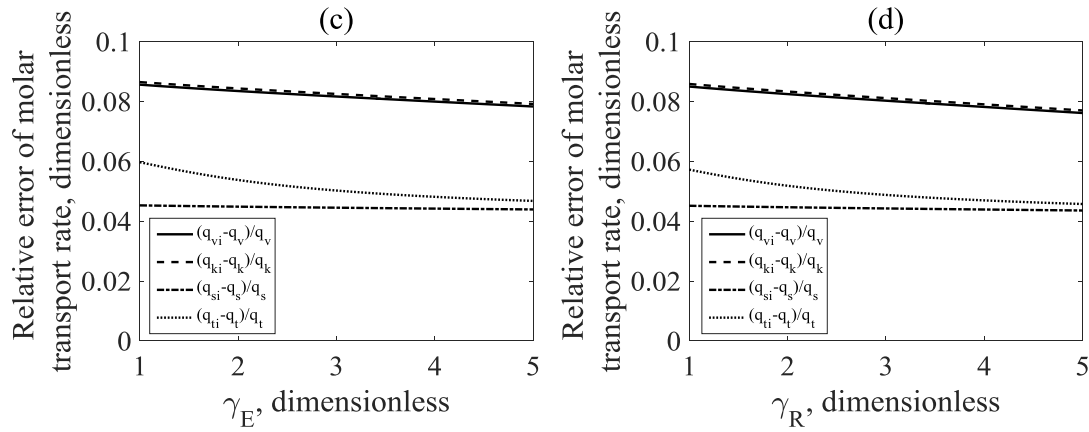 (c)
Relative error of molar
transport rate, dimensionless
0.1
0.08
0.06
0.04
0.02
0
(q_vi-q_v)/q_v
(q_ki-q_k)/q_k
(q_si-q_s)/q_s
(q_ti-q_t)/q_t
1 2 3 4 5
γ_E, dimensionless
(d)
Relative error of molar
transport rate, dimensionless
0.1
0.08
0.06
0.04
0.02
0
(q_vi-q_v)/q_v
(q_ki-q_k)/q_k
(q_si-q_s)/q_s
(q_ti-q_t)/q_t
1 2 3 4 5
γ_R, dimensionless